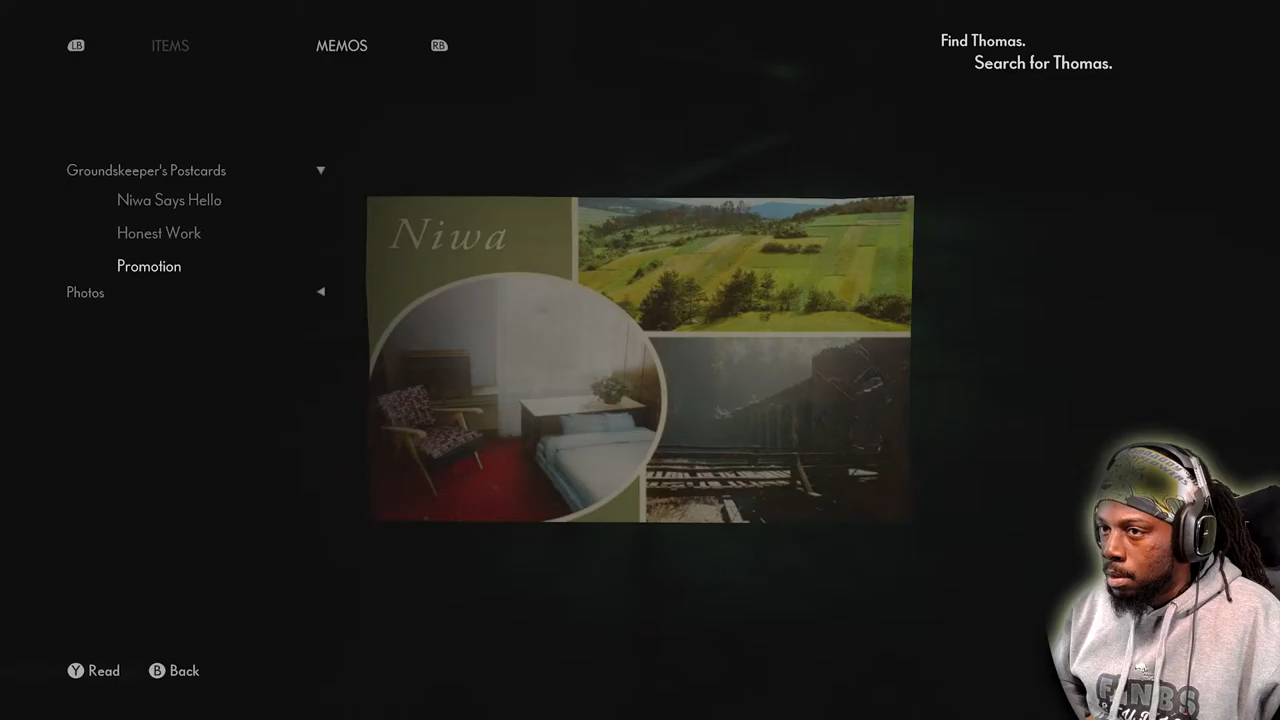 LB ITEMS MEMOS RB
Find Thomas.
Search for Thomas.
Groundskeeper's Postcards
Niwa Says Hello
Honest Work
Promotion
Photos
Niwa
Y Read B Back